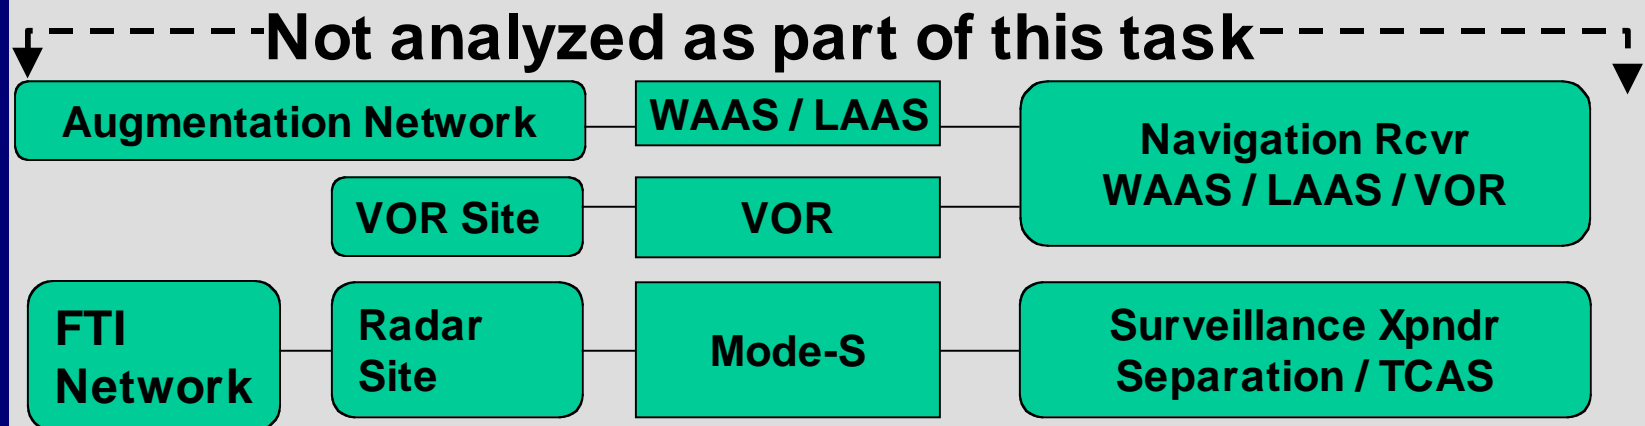 Not analyzed as part of this task
Augmentation Network
WAAS / LAAS
Navigation Rcvr
WAAS / LAAS / VOR
VOR Site
VOR
FTI
Network
Radar
Site
Mode-S
Surveillance Xpndr
Separation / TCAS